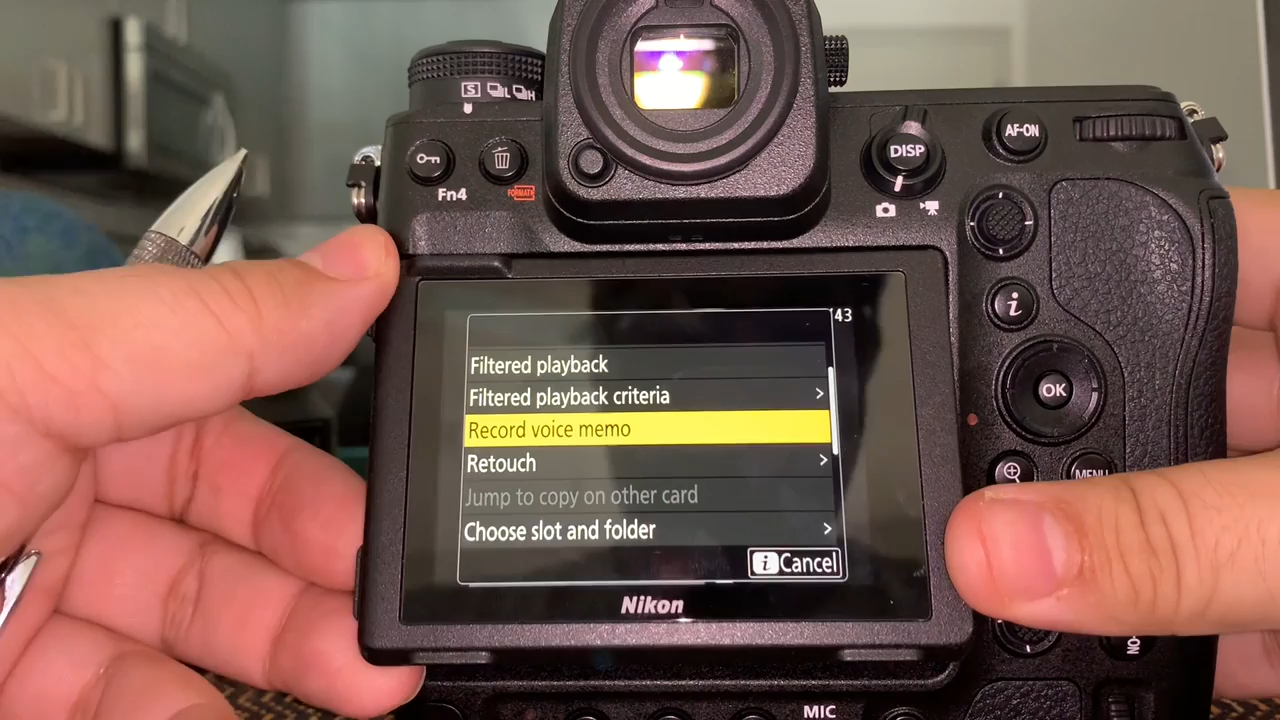 S L H
DISP
AF-ON
Fn4
FORMAT
i
43
Filtered playback
Filtered playback criteria >
OK
Record voice memo
Retouch >
MENU
Jump to copy on other card
Choose slot and folder >
i Cancel
Nikon
MIC